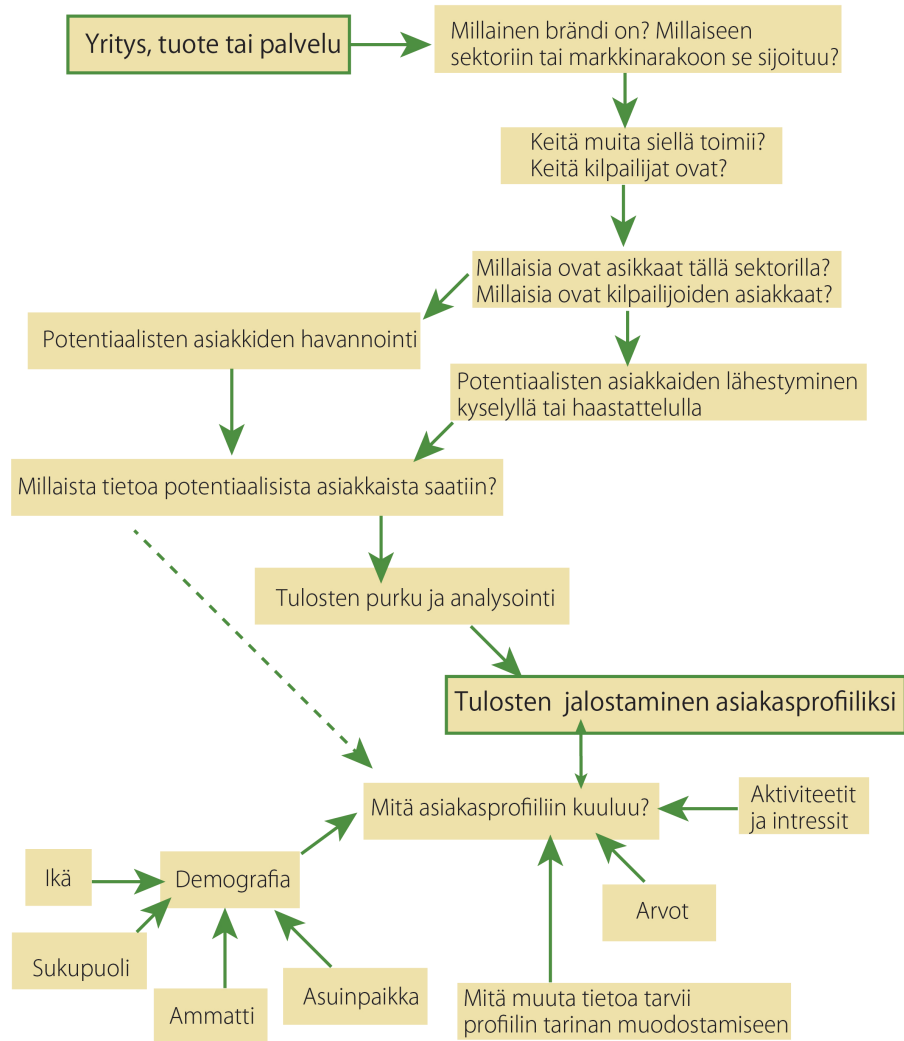 Yritys, tuote tai palvelu
Millainen brändi on? Millaiseen
sektoriin tai markkinarakoon se sijoituu?
Keitä muita siellä toimii?
Keitä kilpailijat ovat?
Millaisia ovat asikkaat tällä sektorilla?
Millaisia ovat kilpailijoiden asiakkaat?
Potentiaalisten asiakkiden havannointi
Potentiaalisten asiakkaiden lähestyminen
kyselyllä tai haastattelulla
Millaista tietoa potentiaalisista asiakkaista saatiin?
Tulosten purku ja analysointi
Tulosten jalostaminen asiakasprofiiliksi
Mitä asiakasprofiiliin kuuluu?
Aktiviteetit
ja intressit
Ikä
Demografia
Arvot
Sukupuoli
Ammatti
Asuinpaikka
Mitä muuta tietoa tarvii
profiilin tarinan muodostamiseen